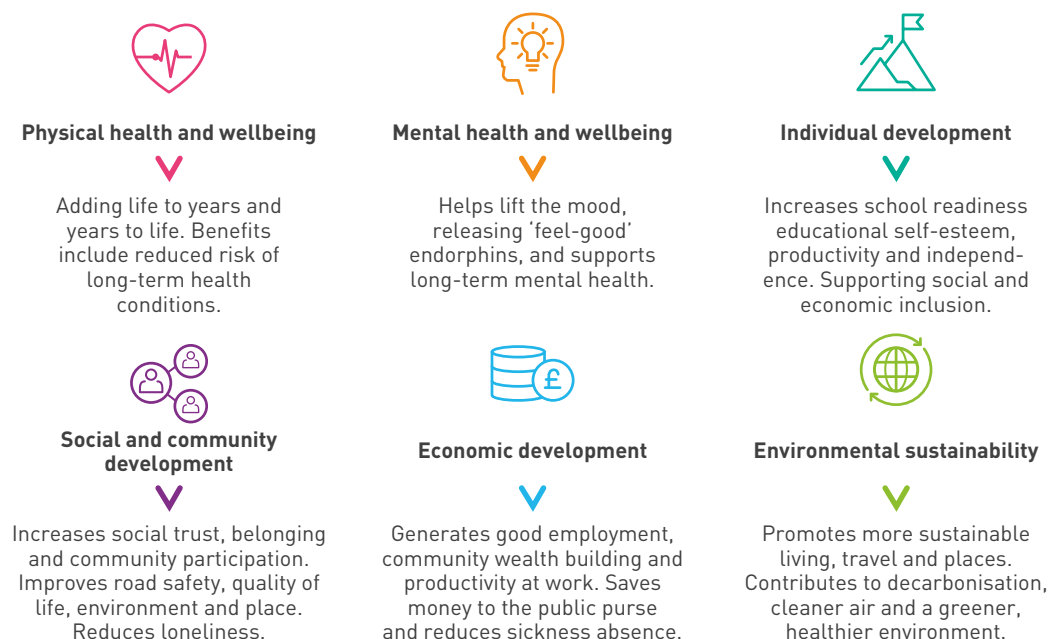 Physical health and wellbeing
Adding life to years and
years to life. Benefits
include reduced risk of
long-term health
conditions.
Mental health and wellbeing
Helps lift the mood,
releasing ‘feel-good’
endorphins, and supports
long-term mental health.
Individual development
Increases school readiness
educational self-esteem,
productivity and independ-
ence. Supporting social and
economic inclusion.
Social and community
development
Increases social trust, belonging
and community participation.
Improves road safety, quality of
life, environment and place.
Reduces loneliness.
£
Economic development
Generates good employment,
community wealth building and
productivity at work. Saves
money to the public purse
and reduces sickness absence.
Environmental sustainability
Promotes more sustainable
living, travel and places.
Contributes to decarbonisation,
cleaner air and a greener,
healthier environment.